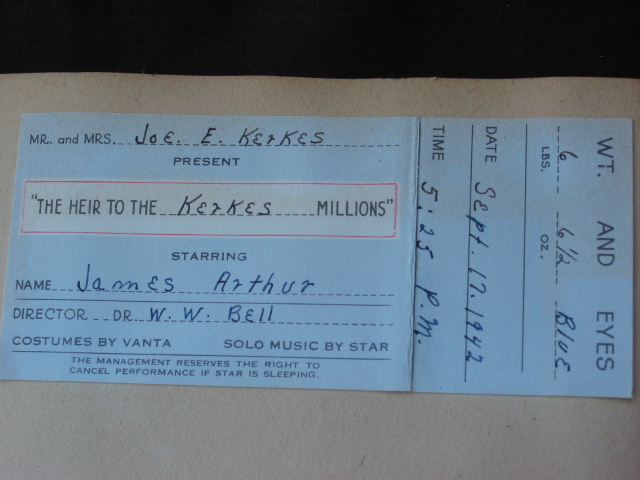 MR. and MRS. Joe. E. Kerkes
PRESENT
"THE HEIR TO THE Kerkes MILLIONS"
STARRING
NAME James Arthur
DIRECTOR DR. W. W. Bell
COSTUMES BY VANTA SOLO MUSIC BY STAR
THE MANAGEMENT RESERVES THE RIGHT TO
CANCEL PERFORMANCE IF STAR IS SLEEPING.
WT. AND EYES
6 6 1/2 Blue
LBS. OZ.
DATE Sept. 17. 1942
TIME 5:25 P.M.